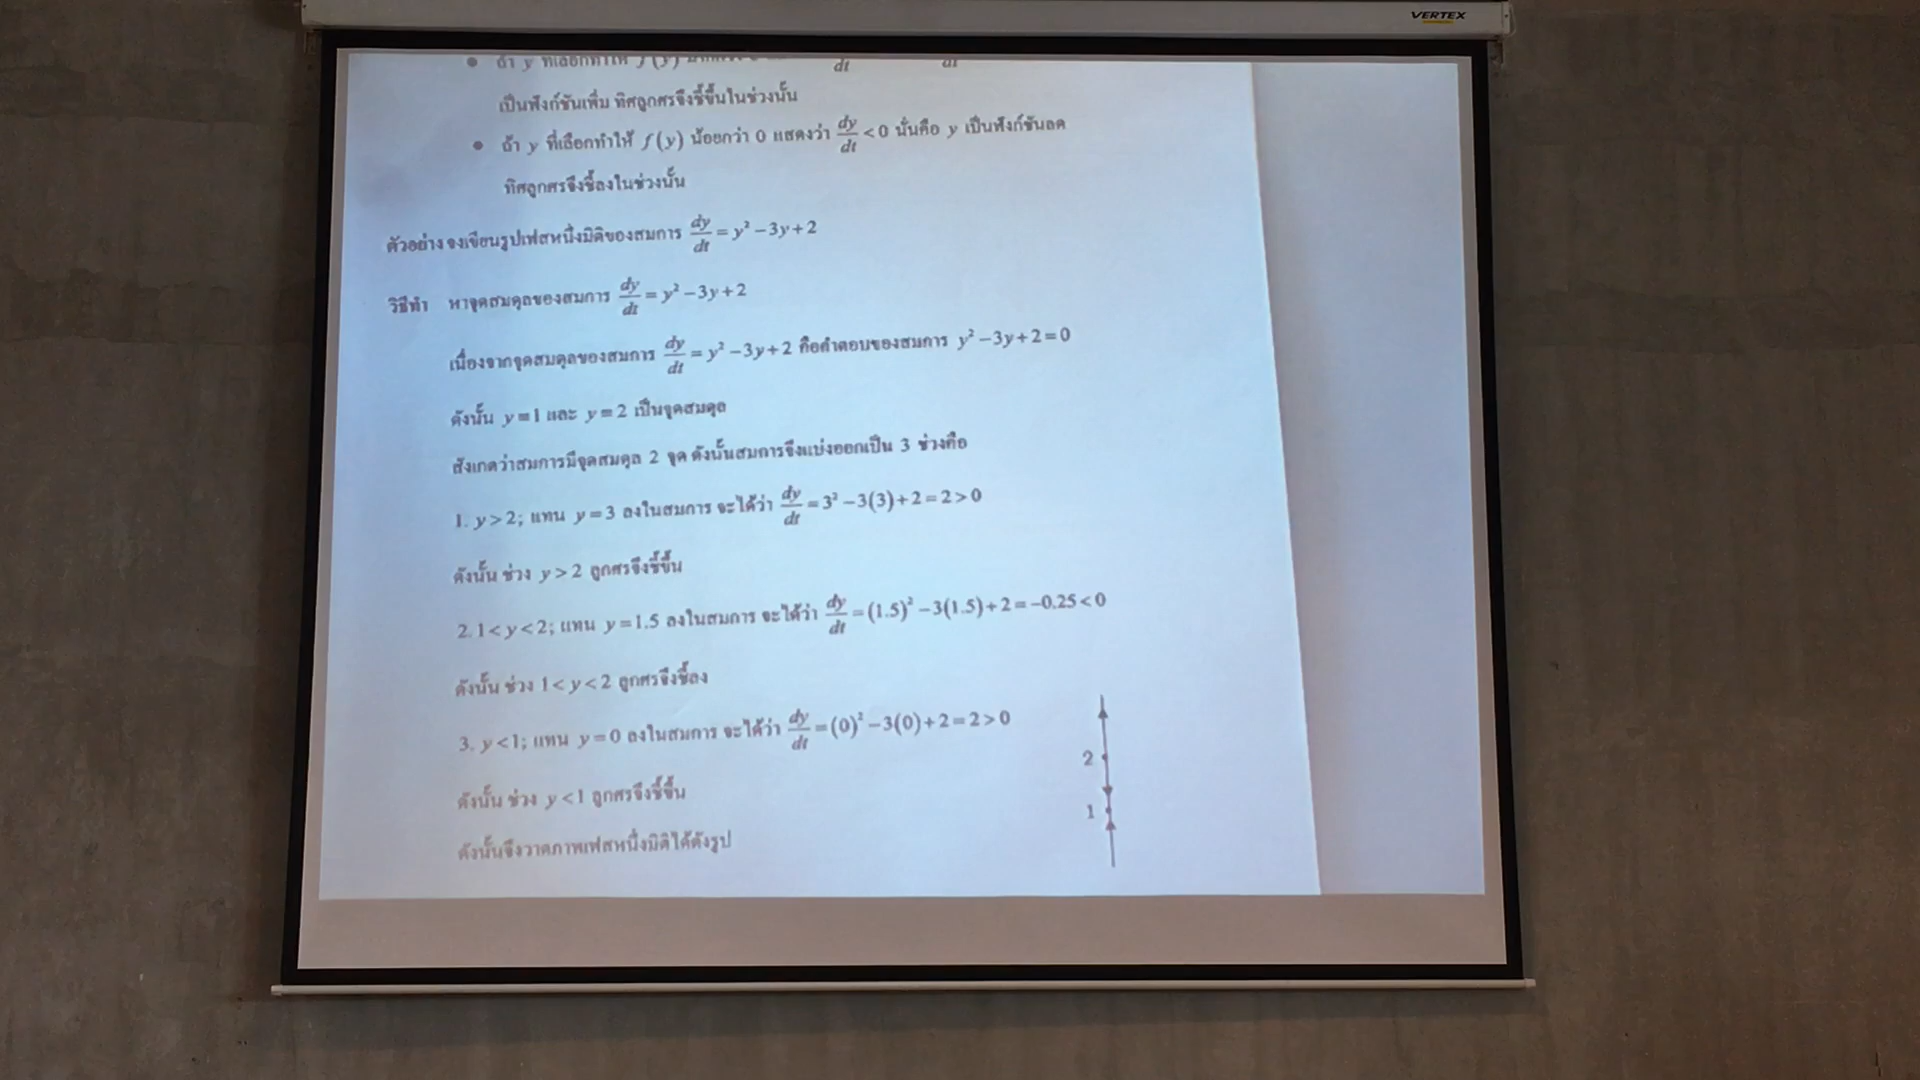 VERTEX
• ถ้า y ที่เลือกทำให้ f(y) dt dt
เป็นฟังก์ชันเพิ่ม ทิศลูกศรจึงชี้ขึ้นในช่วงนั้น
• ถ้า y ที่เลือกทำให้ f(y) น้อยกว่า 0 แสดงว่า dy/dt < 0 นั่นคือ y เป็นฟังก์ชันลด
ทิศลูกศรจึงชี้ลงในช่วงนั้น
ตัวอย่าง จงเขียนรูปเฟสหนึ่งมิติของสมการ dy/dt = y² − 3y + 2
วิธีทำ หาจุดสมดุลของสมการ dy/dt = y² − 3y + 2
เนื่องจากจุดสมดุลของสมการ dy/dt = y² − 3y + 2 คือคำตอบของสมการ y² − 3y + 2 = 0
ดังนั้น y = 1 และ y = 2 เป็นจุดสมดุล
สังเกตว่าสมการมีจุดสมดุล 2 จุด ดังนั้นสมการจึงแบ่งออกเป็น 3 ช่วงคือ
1. y > 2; แทน y = 3 ลงในสมการ จะได้ว่า dy/dt = 3² − 3(3) + 2 = 2 > 0
ดังนั้น ช่วง y > 2 ลูกศรจึงชี้ขึ้น
2. 1 < y < 2; แทน y = 1.5 ลงในสมการ จะได้ว่า dy/dt = (1.5)² − 3(1.5) + 2 = −0.25 < 0
ดังนั้น ช่วง 1 < y < 2 ลูกศรจึงชี้ลง
3. y < 1; แทน y = 0 ลงในสมการ จะได้ว่า dy/dt = (0)² − 3(0) + 2 = 2 > 0
2
ดังนั้น ช่วง y < 1 ลูกศรจึงชี้ขึ้น
1
ดังนั้นจึงวาดภาพเฟสหนึ่งมิติได้ดังรูป